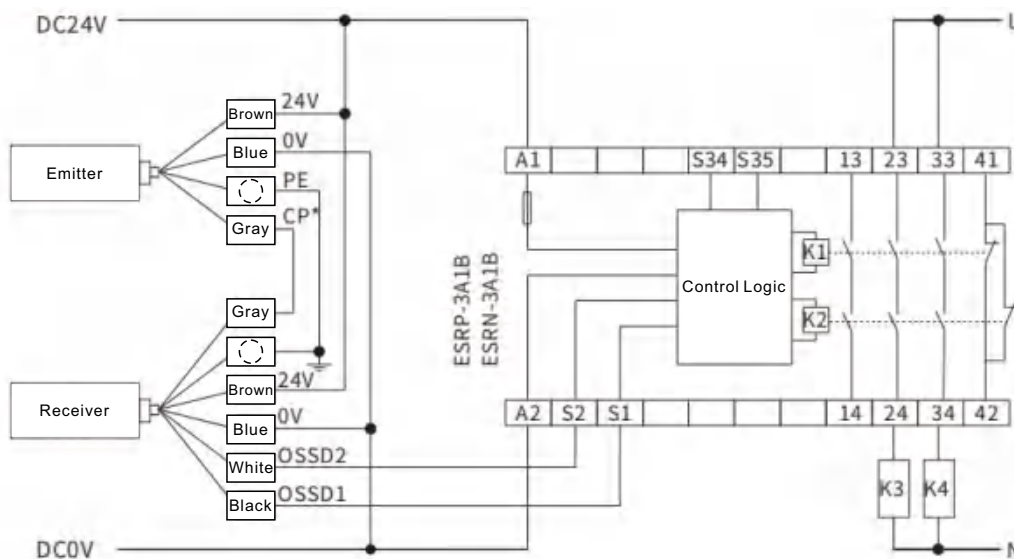 DC24V
L
Brown 24V
Blue 0V
Emitter
PE
Gray CP*
A1 S34 S35 13 23 33 41
ESRP-3A1B
ESRN-3A1B
K1
Control Logic
K2
Gray
Brown 24V
Receiver
Blue 0V
White OSSD2
Black OSSD1
A2 S2 S1 14 24 34 42
K3 K4
DC0V
N